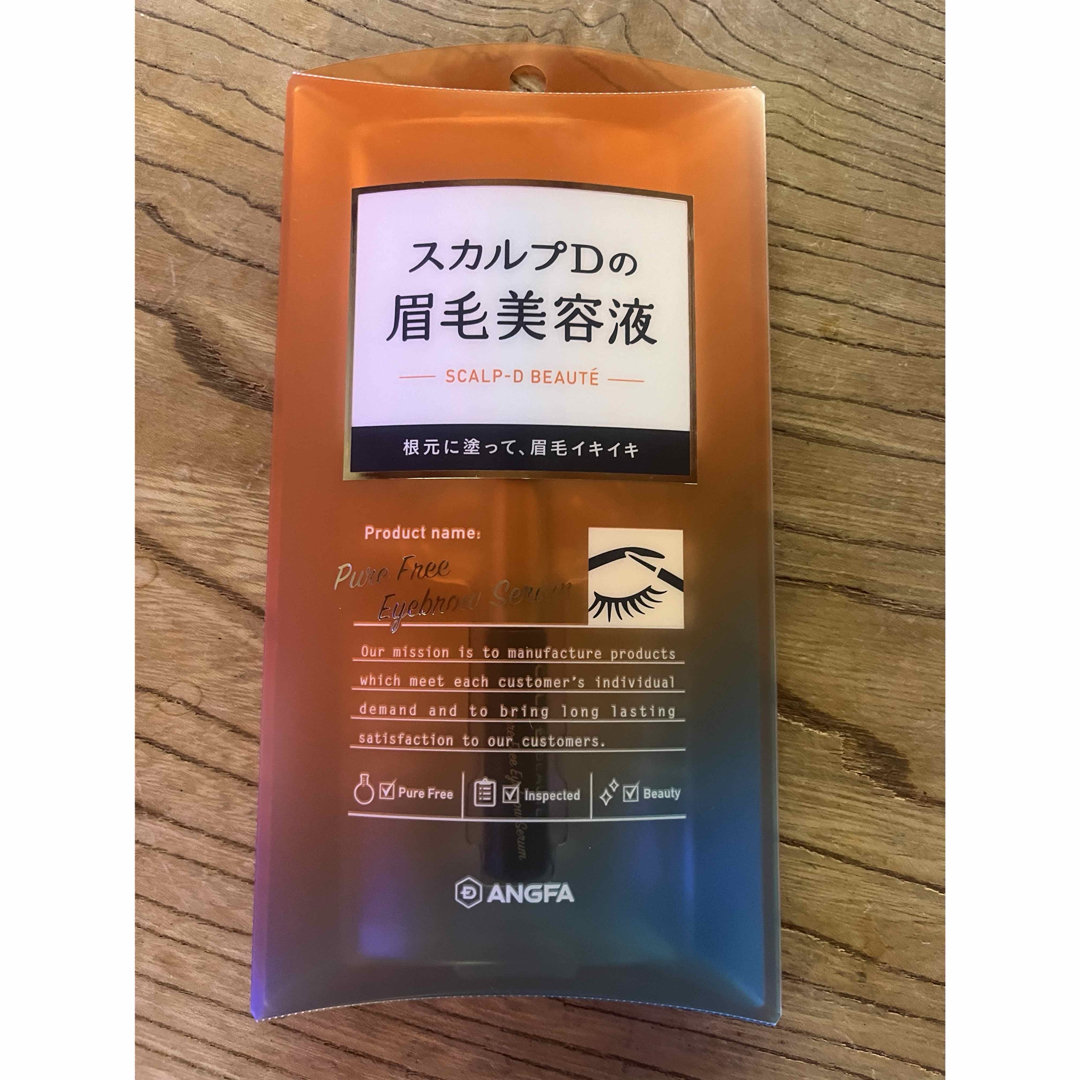 スカルプDの
眉毛美容液
SCALP-D BEAUTÉ
根元に塗って、眉毛イキイキ
Product name:
Pure Free
Eyebrow Serum
Our mission is to manufacture products
which meet each customer's individual
demand and to bring long lasting
satisfaction to our customers.
Pure Free
Inspected
Beauty
ANGFA